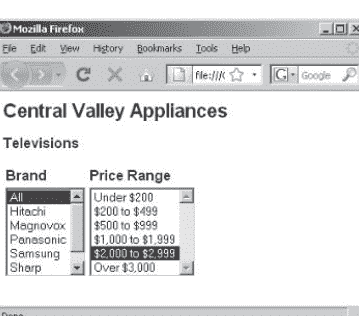 Mozilla Firefox
File Edit View History Bookmarks Tools Help
file:/// Google
Central Valley Appliances
Televisions
Brand Price Range
All Under $200
Hitachi $200 to $499
Magnovox $500 to $999
Panasonic $1,000 to $1,999
Samsung $2,000 to $2,999
Sharp Over $3,000
Done